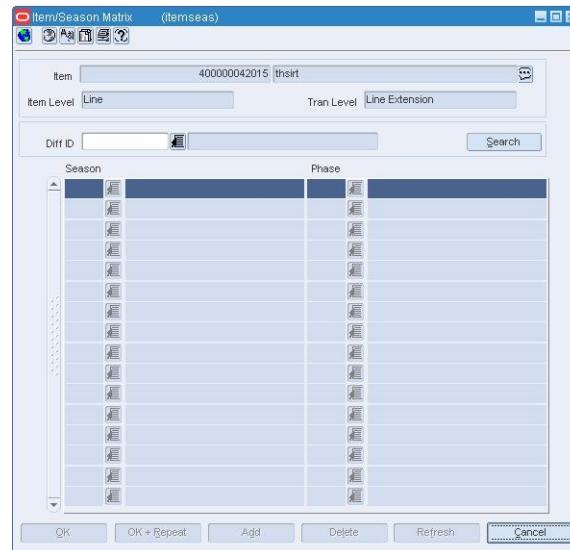 Item/Season Matrix (itemseas)
Item 400000042015 thsirt
Item Level Line Tran Level Line Extension
Diff ID Search
Season Phase
OK OK + Repeat Add Delete Refresh Cancel